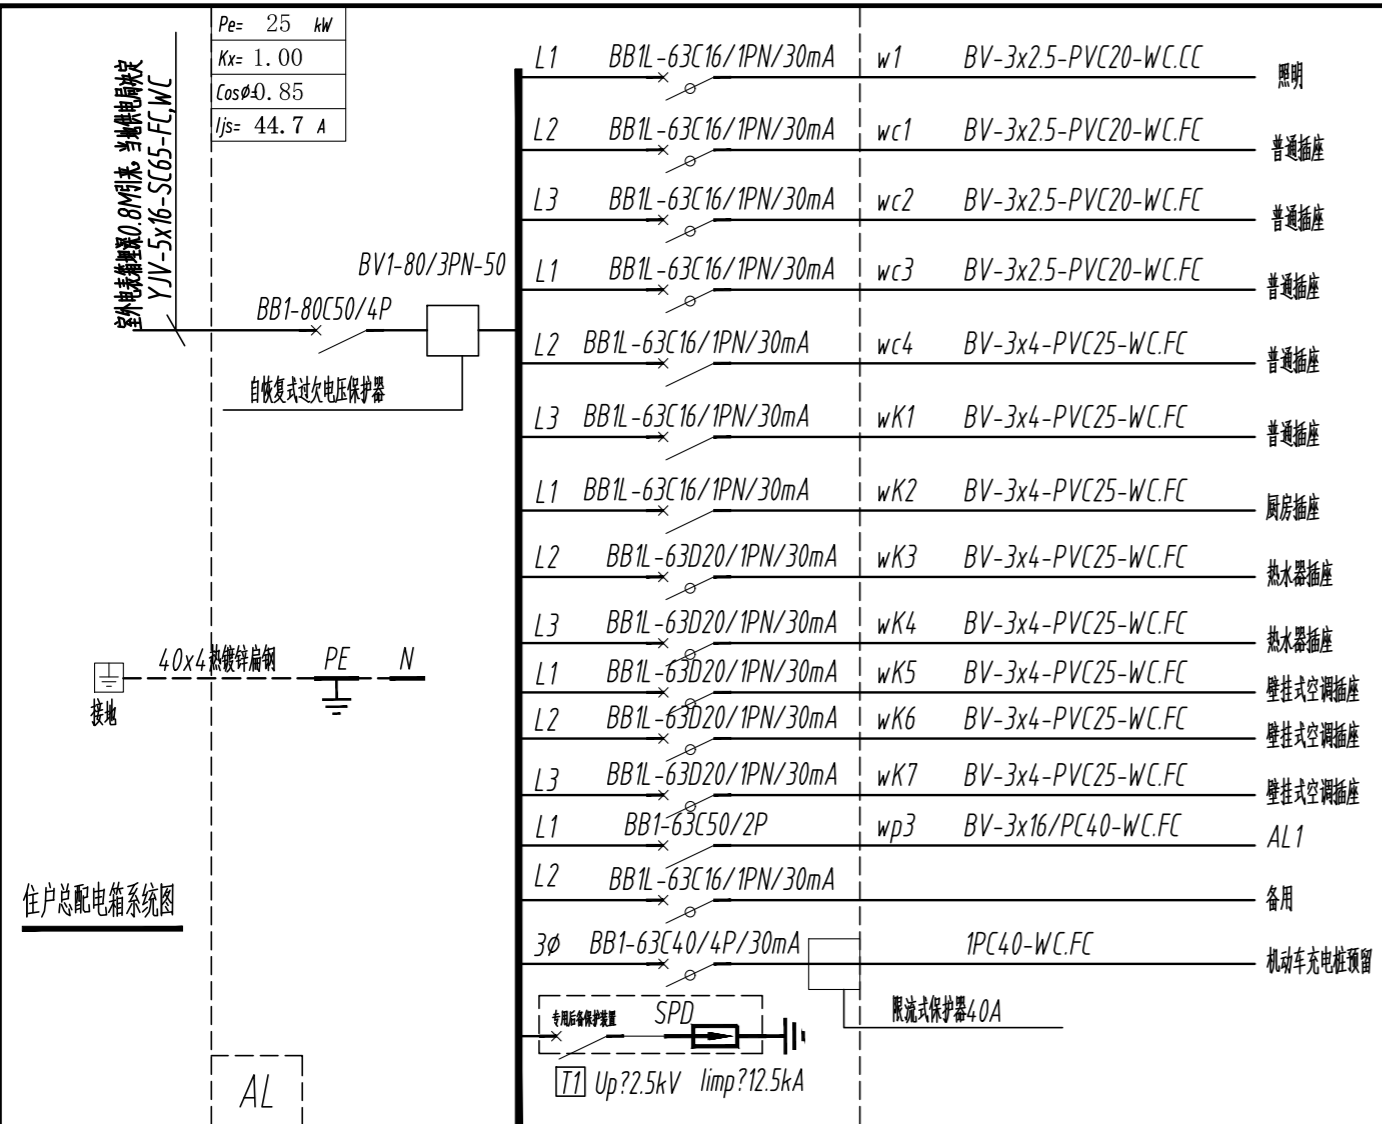 Pe= 25 kW
Kx= 1.00
CosØ=0.85
Ijs= 44.7 A
室外电表箱埋深0.8M引来，当地供电局决定
YJV-5x16-SC65-FC,WC
BB1-80C50/4P
BV1-80/3PN-50
自恢复式过欠电压保护器
L1 BB1L-63C16/1PN/30mA w1 BV-3x2.5-PVC20-WC.CC 照明
L2 BB1L-63C16/1PN/30mA wc1 BV-3x2.5-PVC20-WC.FC 普通插座
L3 BB1L-63C16/1PN/30mA wc2 BV-3x2.5-PVC20-WC.FC 普通插座
L1 BB1L-63C16/1PN/30mA wc3 BV-3x2.5-PVC20-WC.FC 普通插座
L2 BB1L-63C16/1PN/30mA wc4 BV-3x4-PVC25-WC.FC 普通插座
L3 BB1L-63C16/1PN/30mA wK1 BV-3x4-PVC25-WC.FC 普通插座
L1 BB1L-63C16/1PN/30mA wK2 BV-3x4-PVC25-WC.FC 厨房插座
L2 BB1L-63D20/1PN/30mA wK3 BV-3x4-PVC25-WC.FC 热水器插座
L3 BB1L-63D20/1PN/30mA wK4 BV-3x4-PVC25-WC.FC 热水器插座
L1 BB1L-63D20/1PN/30mA wK5 BV-3x4-PVC25-WC.FC 壁挂式空调插座
L2 BB1L-63D20/1PN/30mA wK6 BV-3x4-PVC25-WC.FC 壁挂式空调插座
L3 BB1L-63D20/1PN/30mA wK7 BV-3x4-PVC25-WC.FC 壁挂式空调插座
L1 BB1-63C50/2P wp3 BV-3x16/PC40-WC.FC AL1
L2 BB1L-63C16/1PN/30mA 备用
3Ø BB1-63C40/4P/30mA 1PC40-WC.FC 机动车充电桩预留
限流式保护器40A
专用后备保护装置 SPD
T1 Up?2.5kV Iimp?12.5kA
40x4热镀锌扁钢 PE N
接地
住户总配电箱系统图
AL